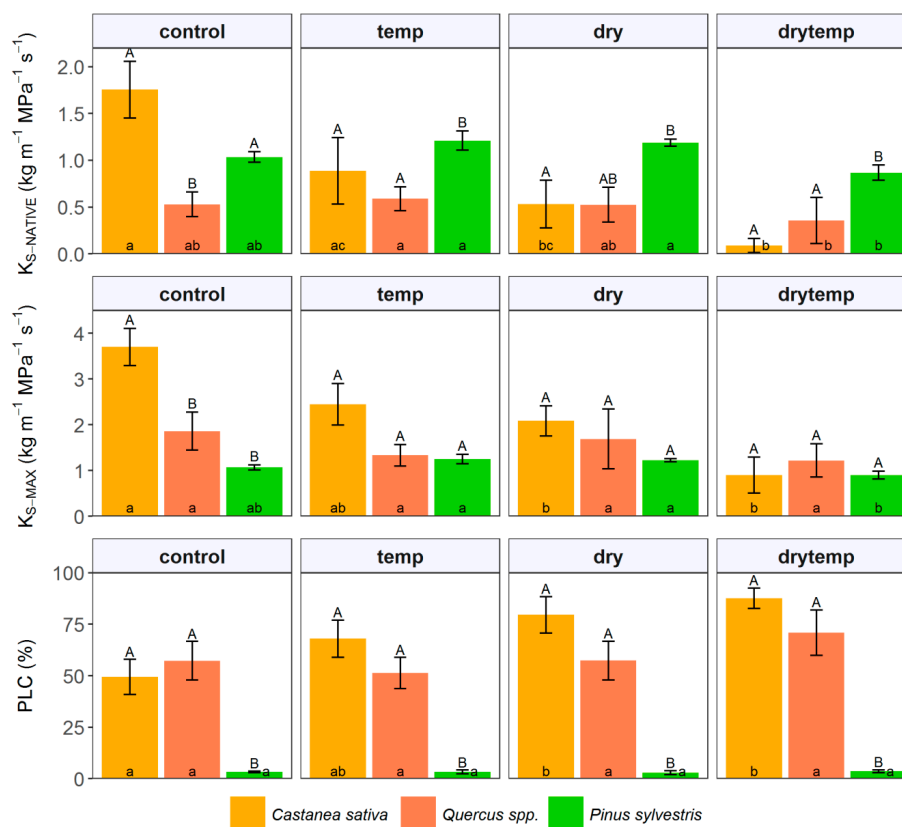 control temp dry drytemp
K_S–NATIVE (kg m⁻¹ MPa⁻¹ s⁻¹)
2.0
1.5
1.0
0.5
0.0
A B A A A B A AB B A A B
a ab ab ac a a bc ab a b b b
control temp dry drytemp
K_S–MAX (kg m⁻¹ MPa⁻¹ s⁻¹)
4
3
2
1
0
A B B A A A A A A A A A
a a ab ab a a b a a b a b
control temp dry drytemp
PLC (%)
100
75
50
25
0
A A B A A B A A B A A B
a a a ab a a b a a b a a
Castanea sativa Quercus spp. Pinus sylvestris